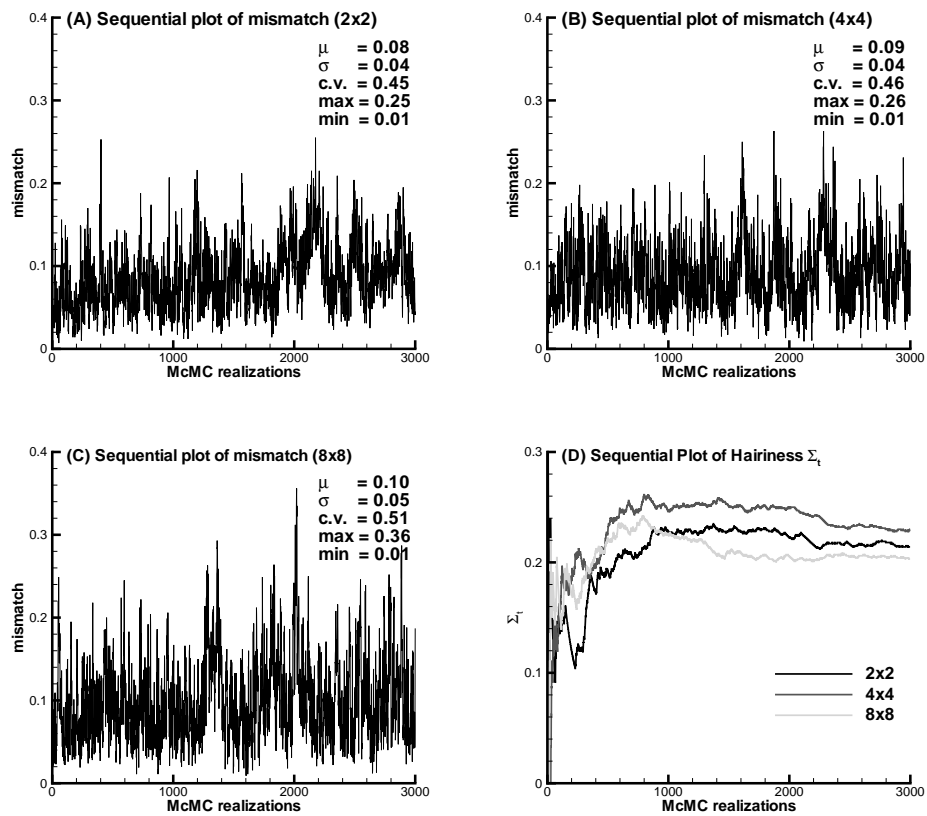 (A) Sequential plot of mismatch (2x2)
μ = 0.08
σ = 0.04
c.v. = 0.45
max = 0.25
min = 0.01
mismatch
0.4
0.3
0.2
0.1
0
0
1000
2000
3000
McMC realizations
(B) Sequential plot of mismatch (4x4)
μ = 0.09
σ = 0.04
c.v. = 0.46
max = 0.26
min = 0.01
mismatch
0.4
0.3
0.2
0.1
0
0
1000
2000
3000
McMC realizations
(C) Sequential plot of mismatch (8x8)
μ = 0.10
σ = 0.05
c.v. = 0.51
max = 0.36
min = 0.01
mismatch
0.4
0.3
0.2
0.1
0
0
1000
2000
3000
McMC realizations
(D) Sequential Plot of Hairiness Σt
Σt
0.3
0.2
0.1
0
2x2
4x4
8x8
0
1000
2000
3000
McMC realizations